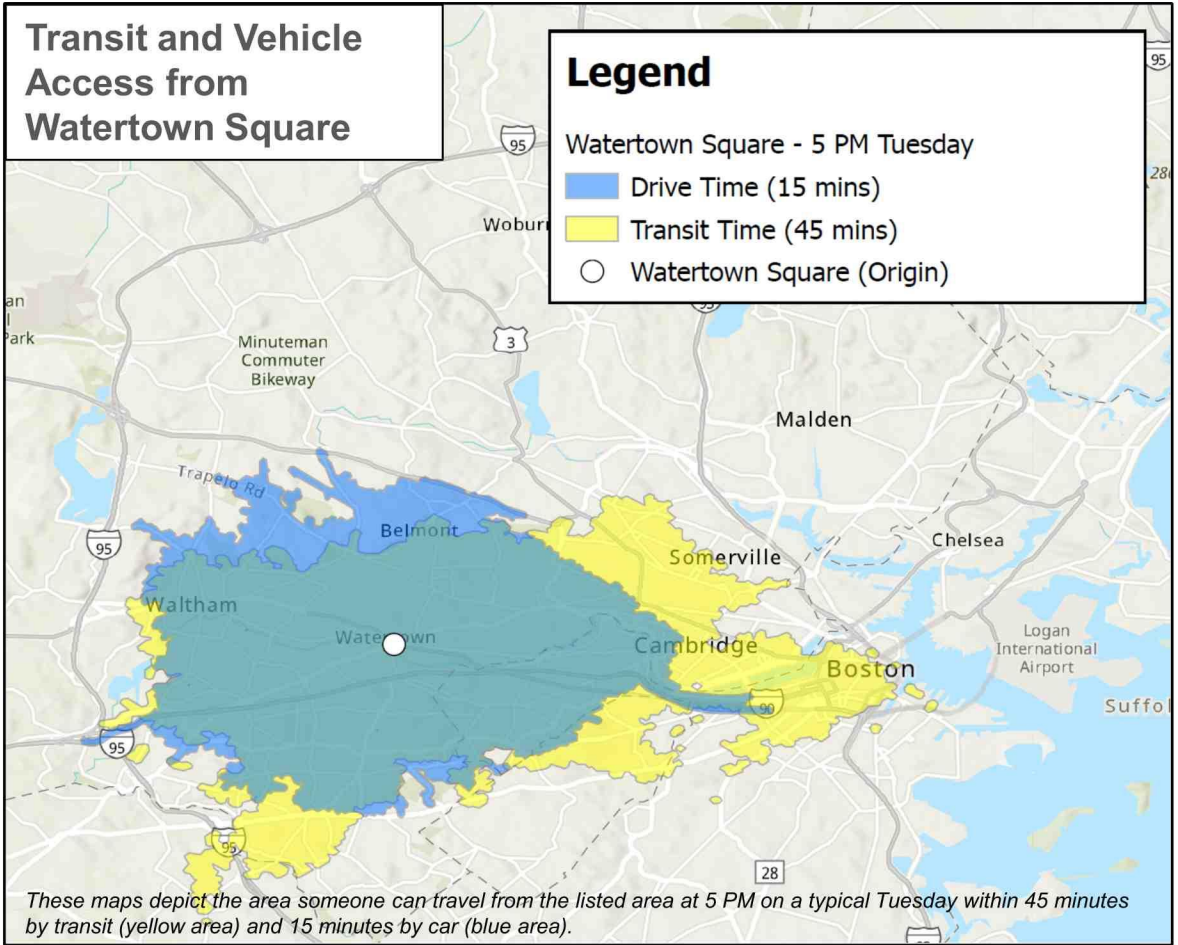 Transit and Vehicle
Access from
Watertown Square
Legend
Watertown Square - 5 PM Tuesday
Drive Time (15 mins)
Transit Time (45 mins)
Watertown Square (Origin)
95
95
Woburn
28
an
l
Park
Minuteman
Commuter
Bikeway
3
95
Malden
Trapelo Rd
Belmont
95
Somerville
Chelsea
Waltham
Watertown
Cambridge
Boston
Logan
International
Airport
90
Suffol
95
95
28
These maps depict the area someone can travel from the listed area at 5 PM on a typical Tuesday within 45 minutes
by transit (yellow area) and 15 minutes by car (blue area).